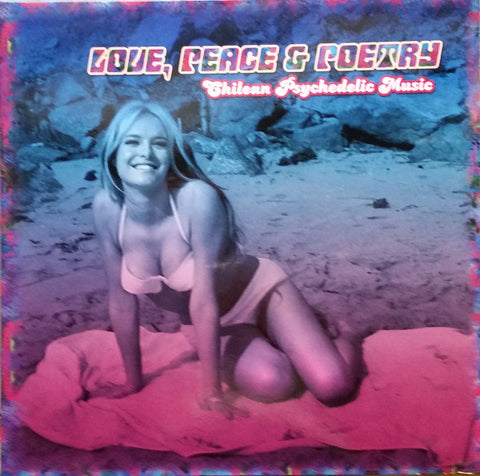 LOVE, PEACE & POETRY
Chilean Psychedelic Music